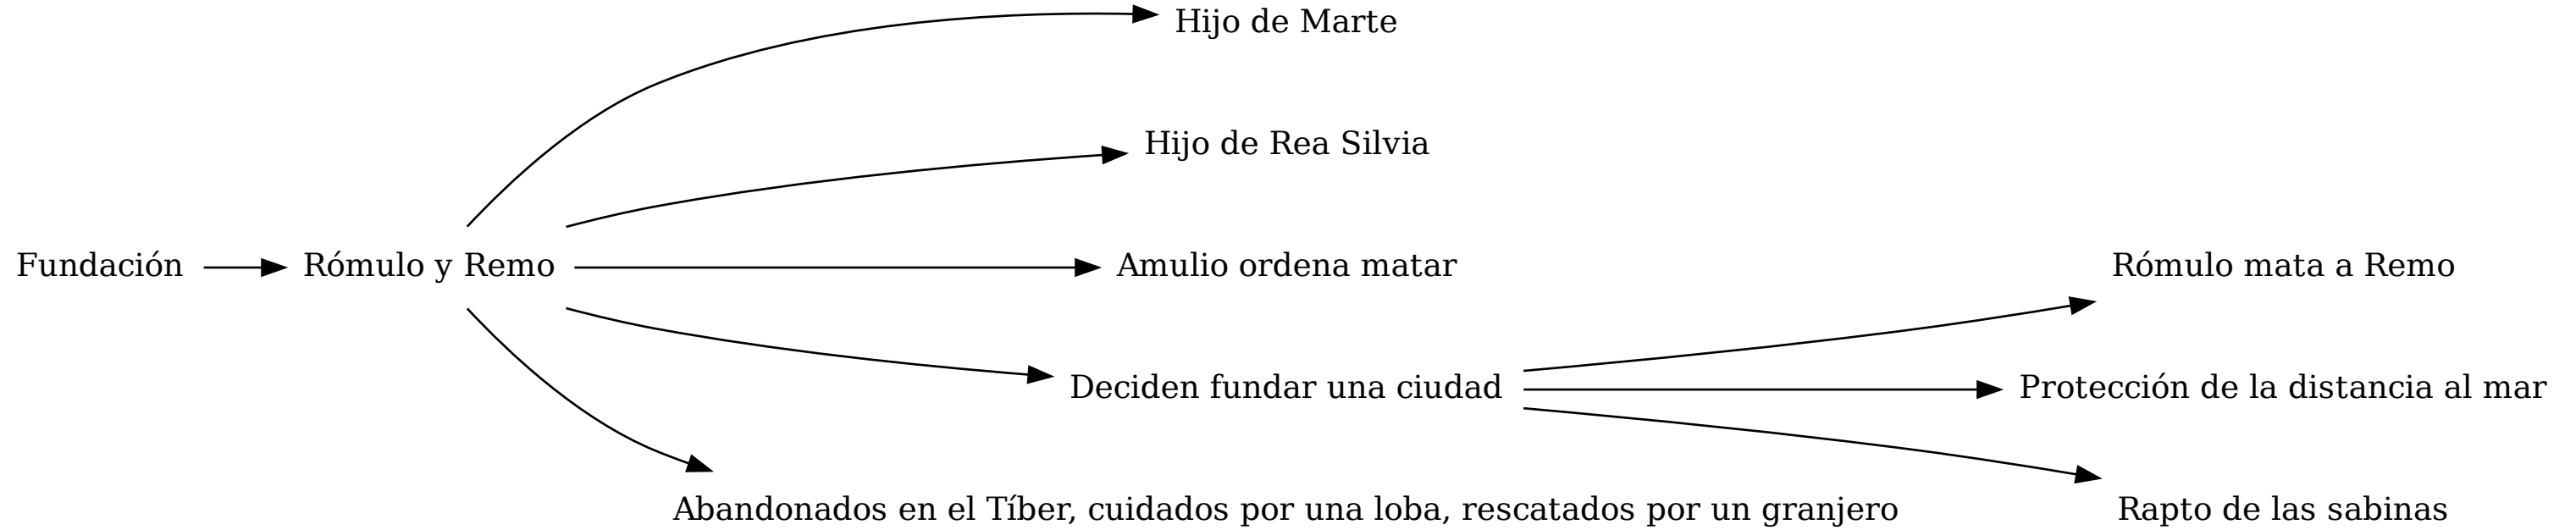 Hijo de Marte
Hijo de Rea Silvia
Fundación
Rómulo y Remo
Amulio ordena matar
Rómulo mata a Remo
Deciden fundar una ciudad
Protección de la distancia al mar
Abandonados en el Tíber, cuidados por una loba, rescatados por un granjero
Rapto de las sabinas